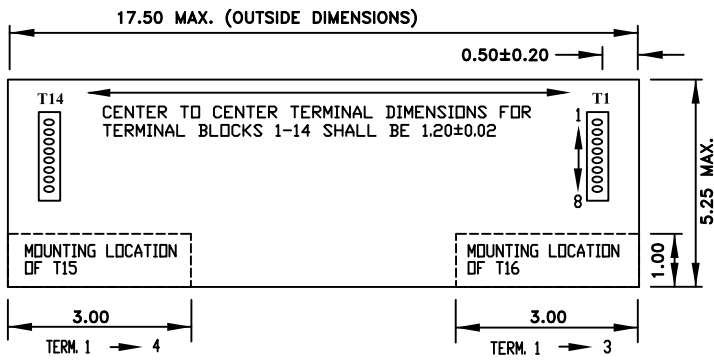 17.50 MAX. (OUTSIDE DIMENSIONS)
0.50±0.20
T14
T1
CENTER TO CENTER TERMINAL DIMENSIONS FOR
TERMINAL BLOCKS 1-14 SHALL BE 1.20±0.02
1
8
5.25 MAX.
MOUNTING LOCATION
OF T15
MOUNTING LOCATION
OF T16
1.00
3.00
3.00
TERM. 1 4
TERM. 1 3